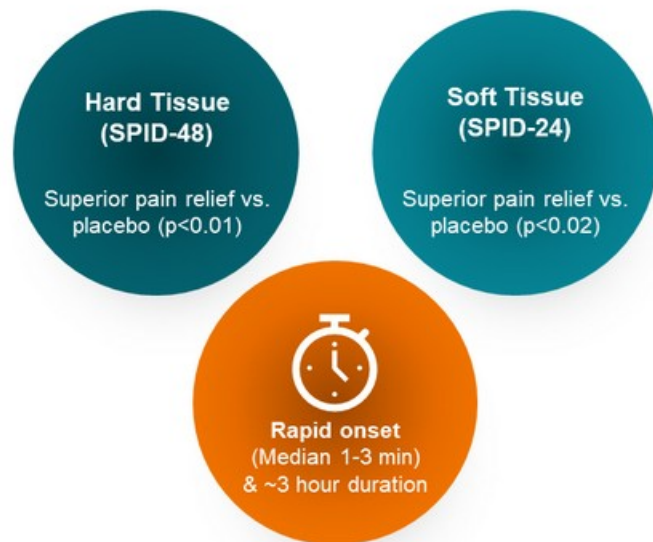 Hard Tissue
(SPID-48)
Superior pain relief vs.
placebo (p<0.01)
Soft Tissue
(SPID-24)
Superior pain relief vs.
placebo (p<0.02)
Rapid onset
(Median 1-3 min)
& ~3 hour duration